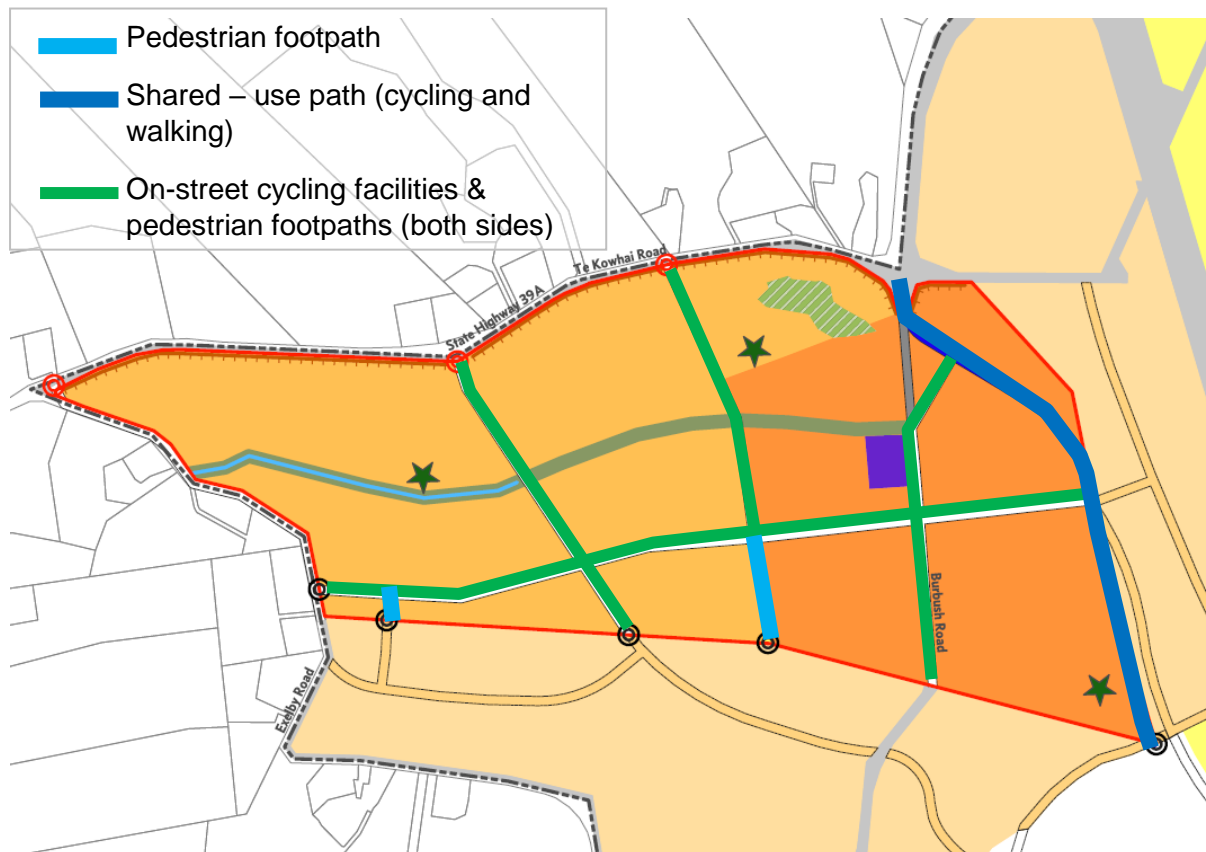 Pedestrian footpath
Shared – use path (cycling and
walking)
On-street cycling facilities &
pedestrian footpaths (both sides)
Te Kowhai Road
State Highway 39A
Burbush Road
Exelby Road